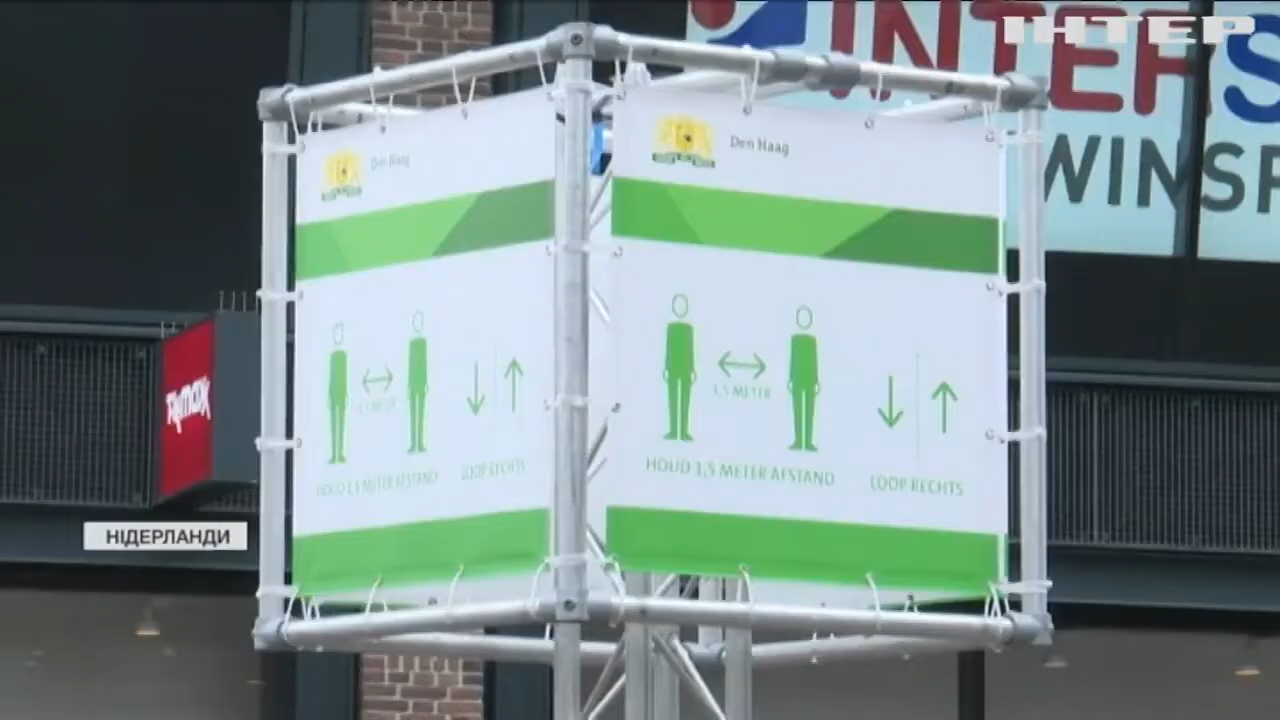 ІНТЕР
INTERS
WINSP
Den Haag
Den Haag
1,5 METER
HOUD 1,5 METER AFSTAND
LOOP RECHTS
HOUD 1,5 METER AFSTAND
LOOP RECHTS
TK maxx
НІДЕРЛАНДИ